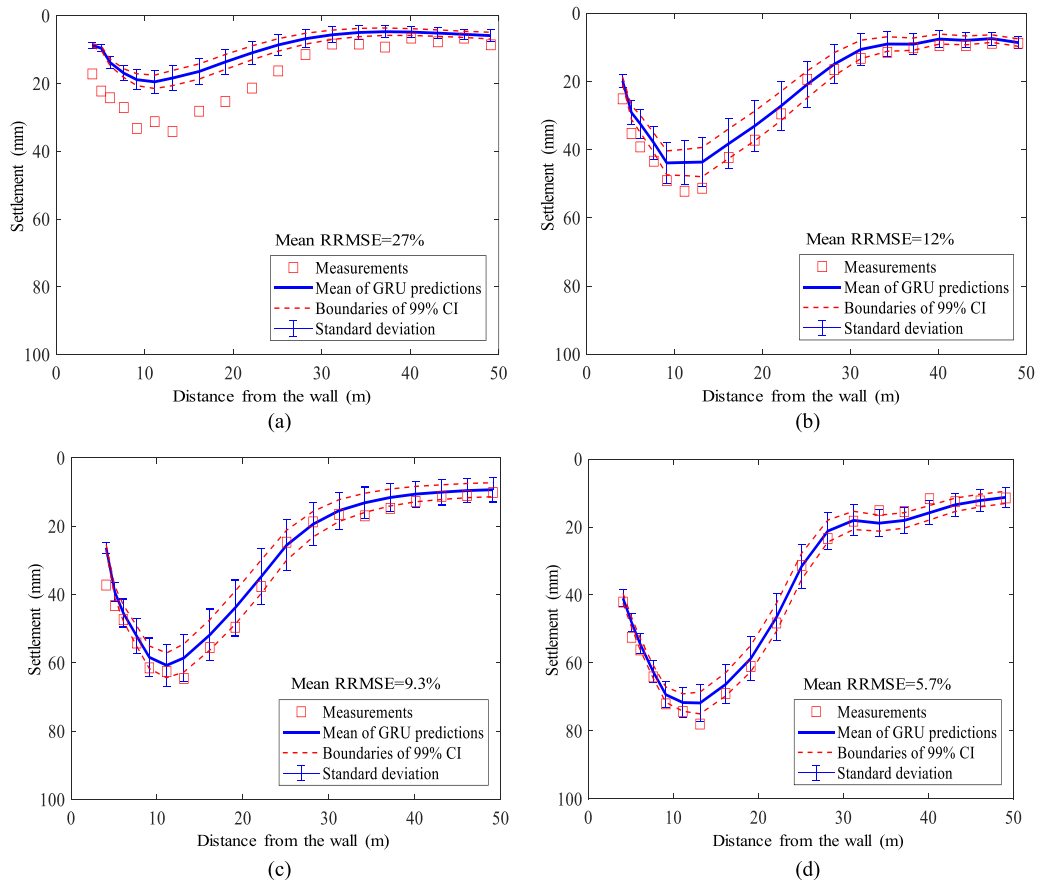 0
20
40
60
80
100
Settlement (mm)
Mean RRMSE=27%
Measurements
Mean of GRU predictions
Boundaries of 99% CI
Standard deviation
0 10 20 30 40 50
Distance from the wall (m)
(a)
0
20
40
60
80
100
Settlement (mm)
Mean RRMSE=12%
Measurements
Mean of GRU predictions
Boundaries of 99% CI
Standard deviation
0 10 20 30 40 50
Distance from the wall (m)
(b)
0
20
40
60
80
100
Settlement (mm)
Mean RRMSE=9.3%
Measurements
Mean of GRU predictions
Boundaries of 99% CI
Standard deviation
0 10 20 30 40 50
Distance from the wall (m)
(c)
0
20
40
60
80
100
Settlement (mm)
Mean RRMSE=5.7%
Measurements
Mean of GRU predictions
Boundaries of 99% CI
Standard deviation
0 10 20 30 40 50
Distance from the wall (m)
(d)